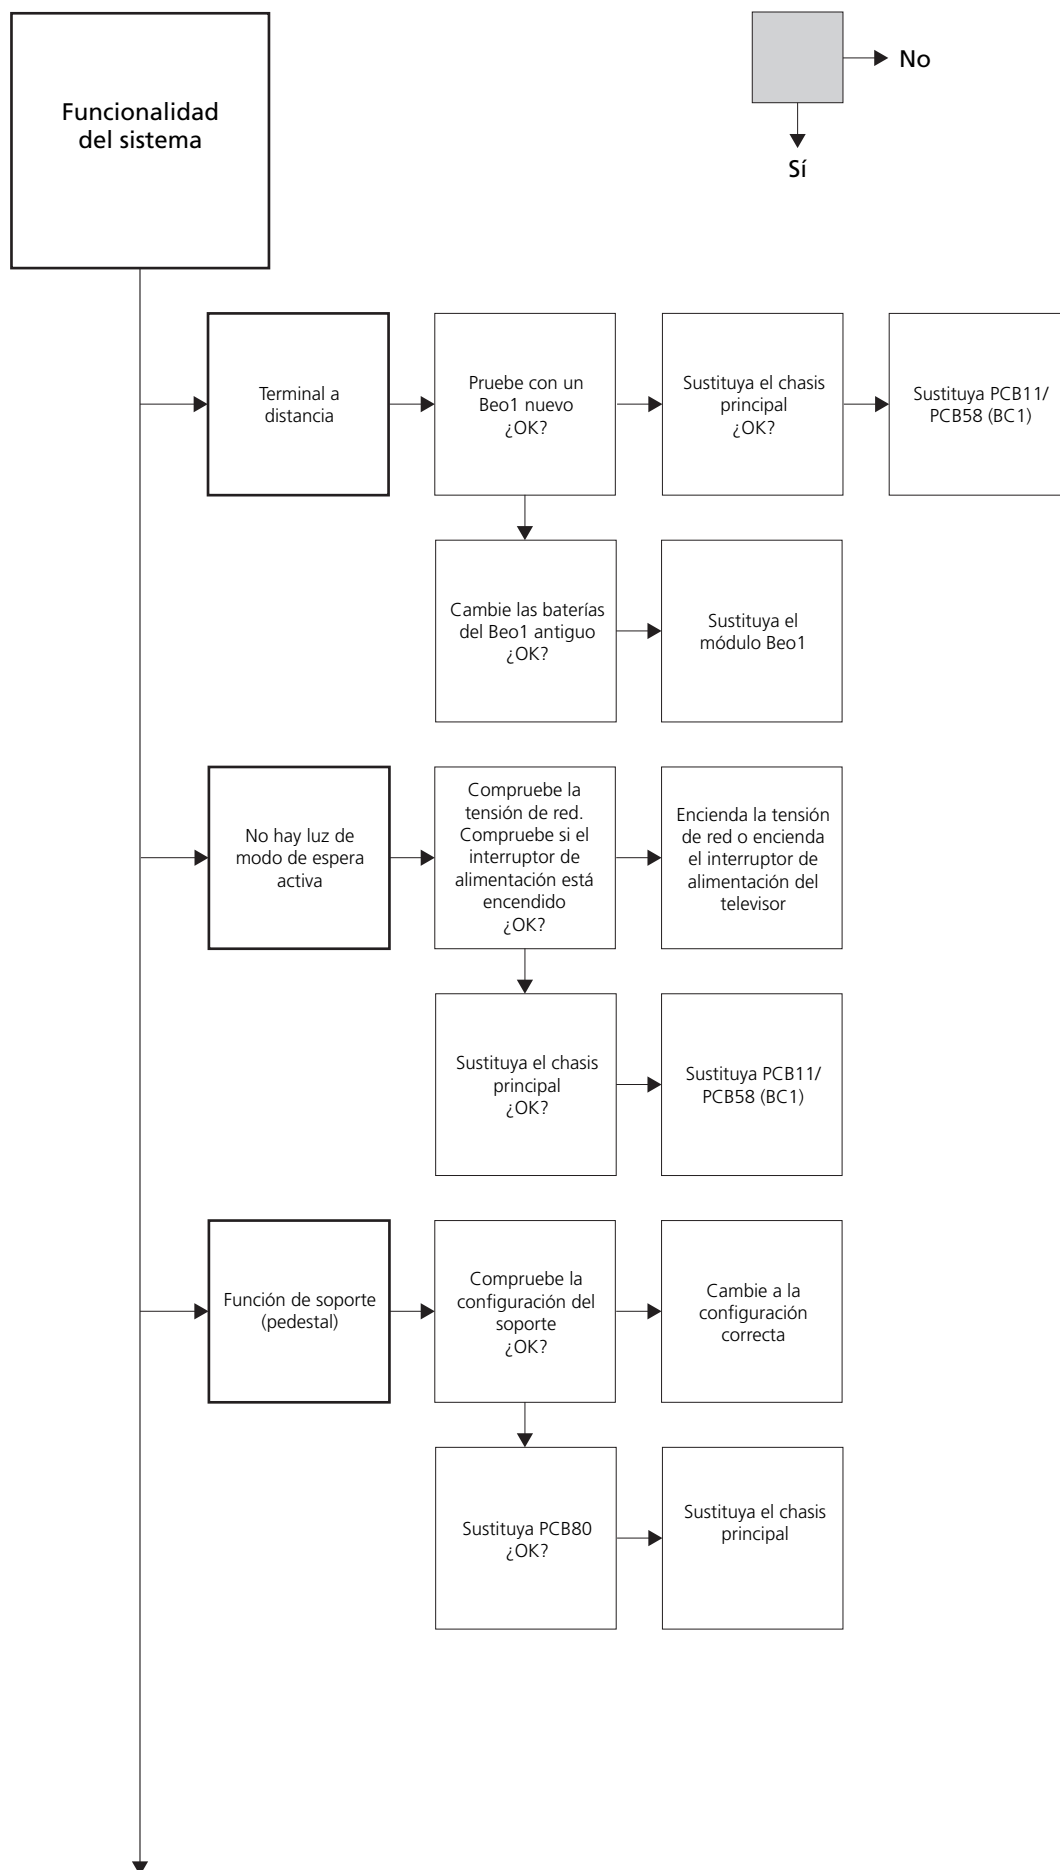 Funcionalidad
del sistema
No
Sí
Terminal a
distancia
Pruebe con un
Beo1 nuevo
¿OK?
Sustituya el chasis
principal
¿OK?
Sustituya PCB11/
PCB58 (BC1)
Cambie las baterías
del Beo1 antiguo
¿OK?
Sustituya el
módulo Beo1
No hay luz de
modo de espera
activa
Compruebe la
tensión de red.
Compruebe si el
interruptor de
alimentación está
encendido
¿OK?
Encienda la tensión
de red o encienda
el interruptor de
alimentación del
televisor
Sustituya el chasis
principal
¿OK?
Sustituya PCB11/
PCB58 (BC1)
Función de soporte
(pedestal)
Compruebe la
configuración del
soporte
¿OK?
Cambie a la
configuración
correcta
Sustituya PCB80
¿OK?
Sustituya el chasis
principal